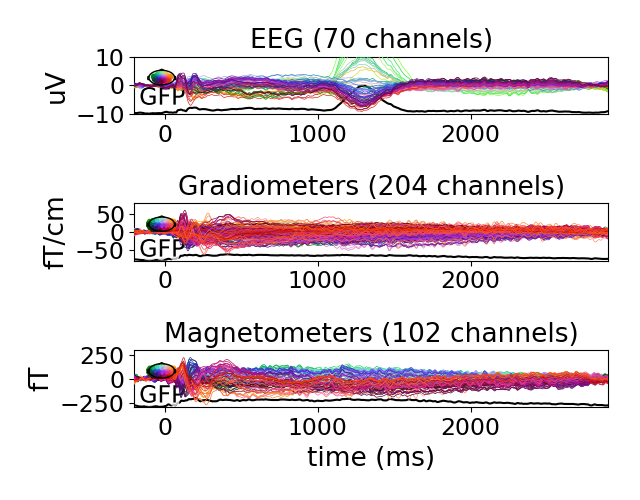 EEG (70 channels)
10
0
−10
uV
GFP
0
1000
2000
Gradiometers (204 channels)
50
0
−50
fT/cm
GFP
0
1000
2000
Magnetometers (102 channels)
250
0
−250
fT
GFP
0
1000
2000
time (ms)